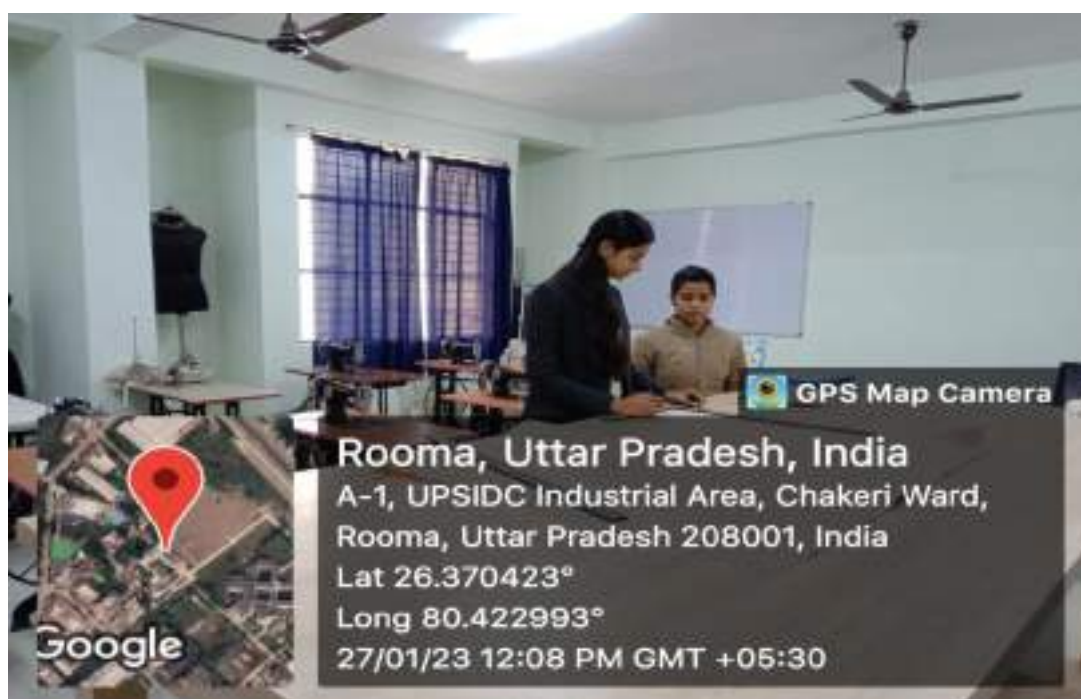 GPS Map Camera
Rooma, Uttar Pradesh, India
A-1, UPSIDC Industrial Area, Chakeri Ward,
Rooma, Uttar Pradesh 208001, India
Lat 26.370423°
Long 80.422993°
27/01/23 12:08 PM GMT +05:30
Google